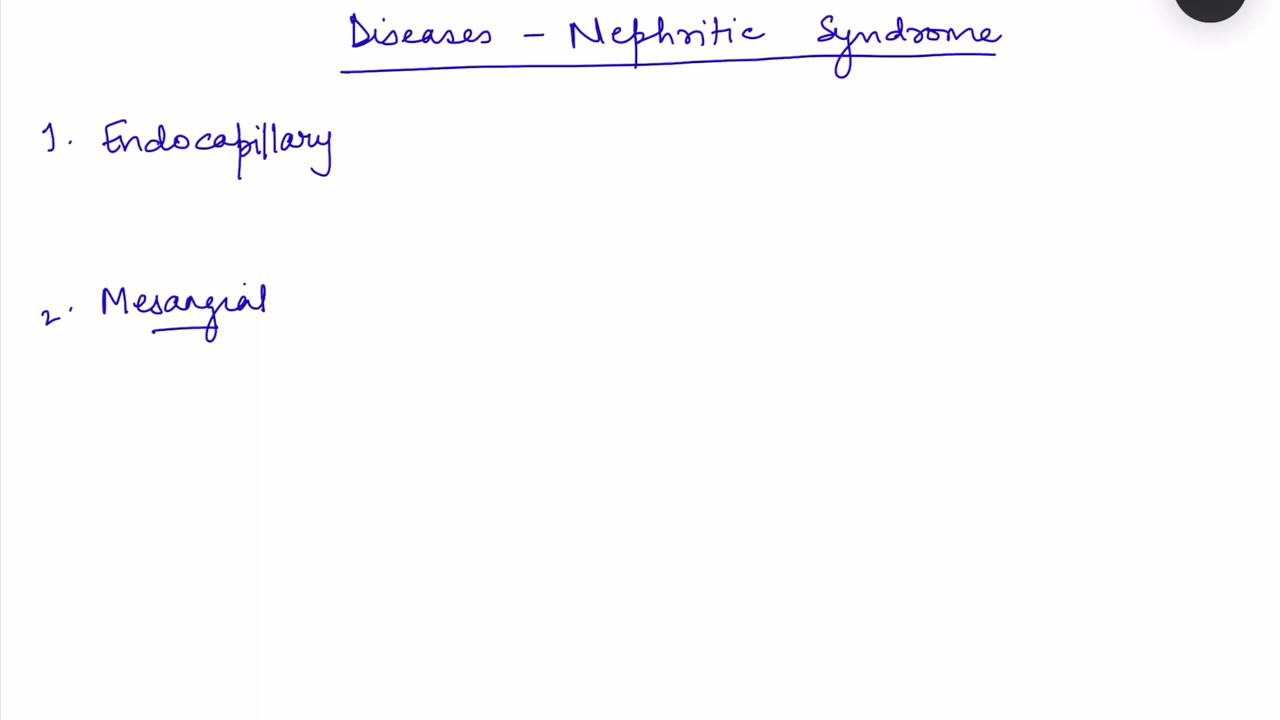 Diseases - Nephritic Syndrome
1. Endocapillary
2. Mesangial